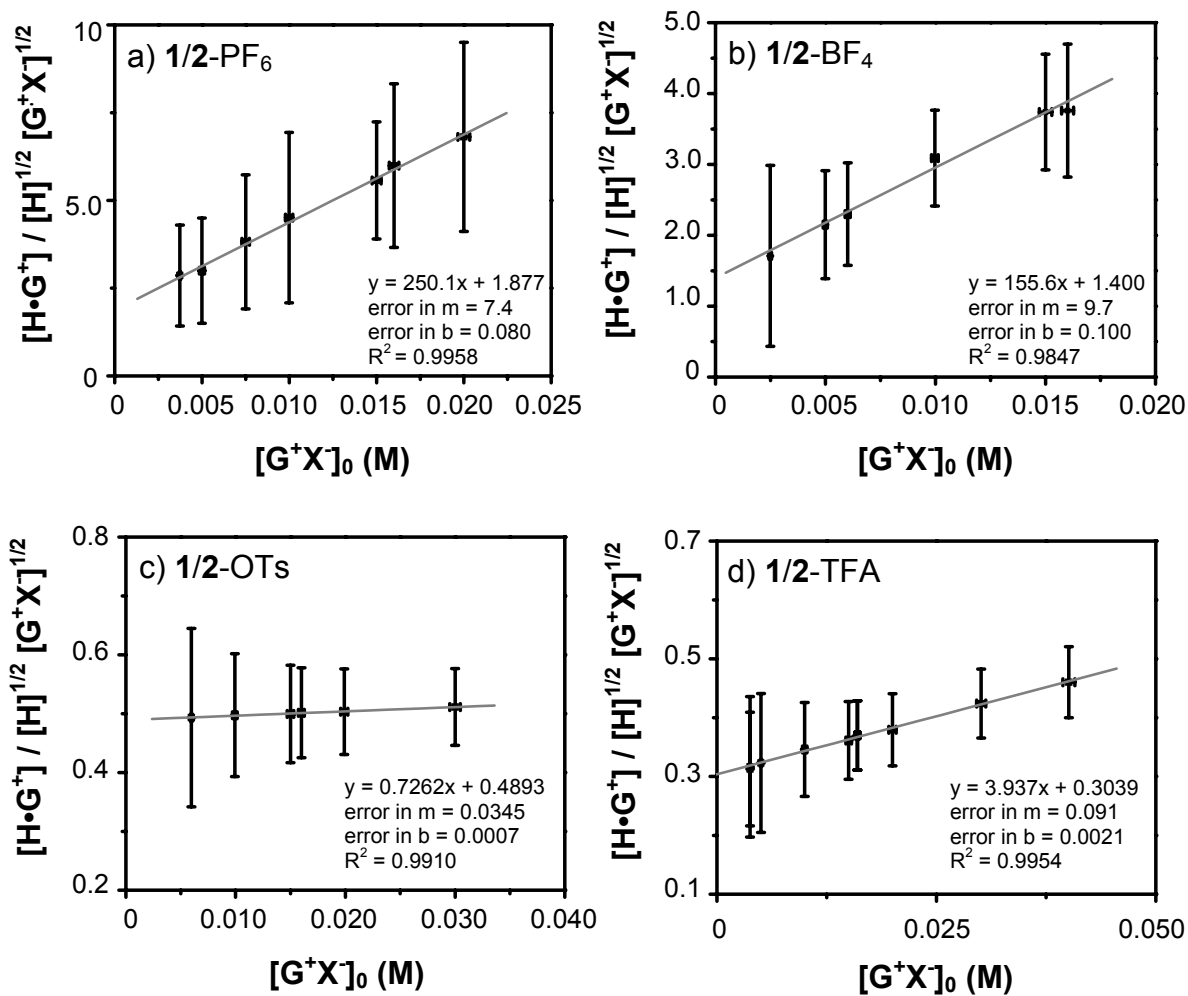 a) 1/2-PF6
[H•G+] / [H]1/2 [G+X-]1/2
10
5.0
0
y = 250.1x + 1.877
error in m = 7.4
error in b = 0.080
R2 = 0.9958
0 0.005 0.010 0.015 0.020 0.025
[G+X-]0 (M)
b) 1/2-BF4
[H•G+] / [H]1/2 [G+X-]1/2
5.0
4.0
3.0
2.0
1.0
0
y = 155.6x + 1.400
error in m = 9.7
error in b = 0.100
R2 = 0.9847
0 0.005 0.010 0.015 0.020
[G+X-]0 (M)
c) 1/2-OTs
[H•G+] / [H]1/2 [G+X-]1/2
0.8
0.6
0.4
0.2
y = 0.7262x + 0.4893
error in m = 0.0345
error in b = 0.0007
R2 = 0.9910
0 0.010 0.020 0.030 0.040
[G+X-]0 (M)
d) 1/2-TFA
[H•G+] / [H]1/2 [G+X-]1/2
0.7
0.5
0.3
0.1
y = 3.937x + 0.3039
error in m = 0.091
error in b = 0.0021
R2 = 0.9954
0 0.025 0.050
[G+X-]0 (M)